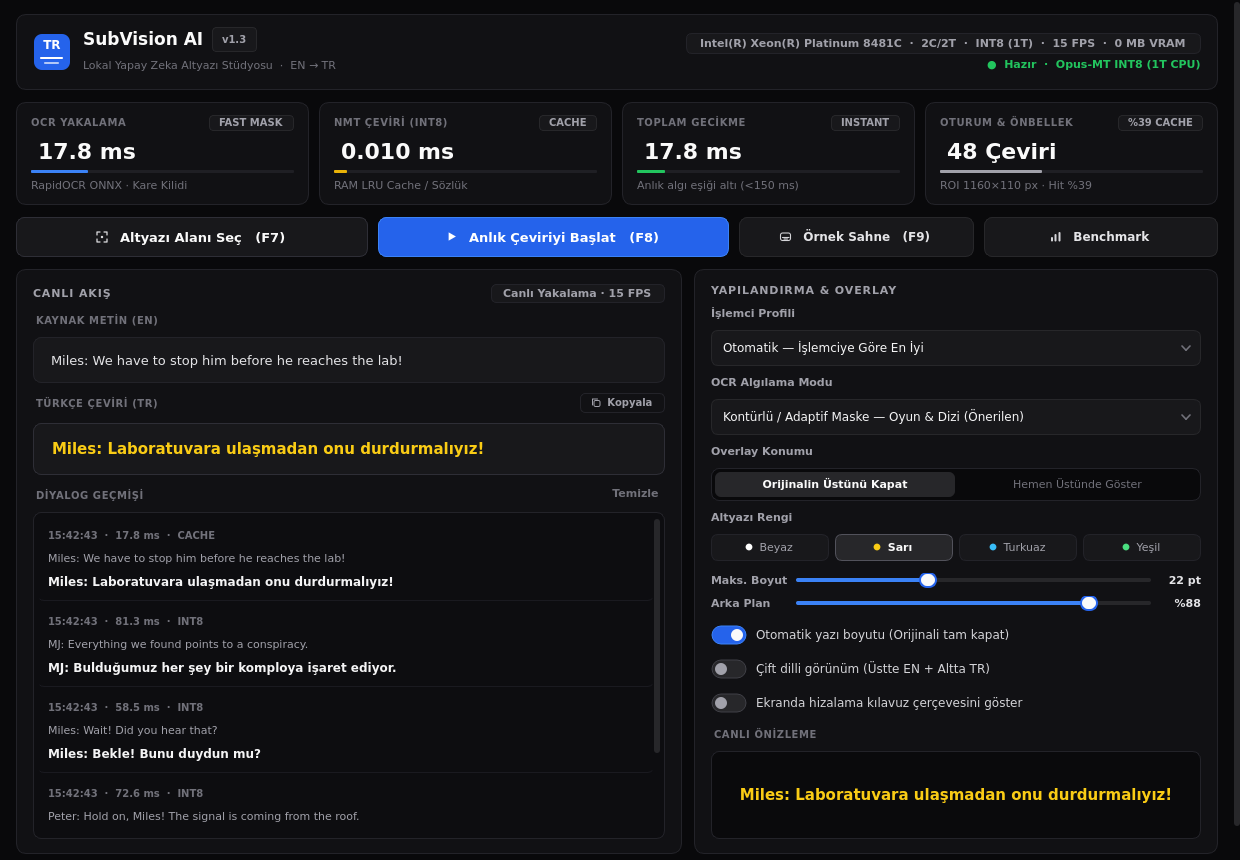 TR
SubVision AI v1.3
Lokal Yapay Zeka Altyazı Stüdyosu · EN → TR
Intel(R) Xeon(R) Platinum 8481C · 2C/2T · INT8 (1T) · 15 FPS · 0 MB VRAM
● Hazır · Opus-MT INT8 (1T CPU)
OCR YAKALAMA FAST MASK
17.8 ms
RapidOCR ONNX · Kare Kilidi
NMT ÇEVİRİ (INT8) CACHE
0.010 ms
RAM LRU Cache / Sözlük
TOPLAM GECİKME INSTANT
17.8 ms
Anlık algı eşiği altı (<150 ms)
OTURUM & ÖNBELLEK %39 CACHE
48 Çeviri
ROI 1160×110 px · Hit %39
Altyazı Alanı Seç (F7)
Anlık Çeviriyi Başlat (F8)
Örnek Sahne (F9)
Benchmark
CANLI AKIŞ Canlı Yakalama · 15 FPS
KAYNAK METİN (EN)
Miles: We have to stop him before he reaches the lab!
TÜRKÇE ÇEVİRİ (TR) Kopyala
Miles: Laboratuvara ulaşmadan onu durdurmalıyız!
DİYALOG GEÇMİŞİ Temizle
15:42:43 · 17.8 ms · CACHE
Miles: We have to stop him before he reaches the lab!
Miles: Laboratuvara ulaşmadan onu durdurmalıyız!
15:42:43 · 81.3 ms · INT8
MJ: Everything we found points to a conspiracy.
MJ: Bulduğumuz her şey bir komploya işaret ediyor.
15:42:43 · 58.5 ms · INT8
Miles: Wait! Did you hear that?
Miles: Bekle! Bunu duydun mu?
15:42:43 · 72.6 ms · INT8
Peter: Hold on, Miles! The signal is coming from the roof.
YAPILANDIRMA & OVERLAY
İşlemci Profili
Otomatik — İşlemciye Göre En İyi
OCR Algılama Modu
Kontürlü / Adaptif Maske — Oyun & Dizi (Önerilen)
Overlay Konumu
Orijinalin Üstünü Kapat Hemen Üstünde Göster
Altyazı Rengi
● Beyaz ● Sarı ● Turkuaz ● Yeşil
Maks. Boyut 22 pt
Arka Plan %88
Otomatik yazı boyutu (Orijinali tam kapat)
Çift dilli görünüm (Üstte EN + Altta TR)
Ekranda hizalama kılavuz çerçevesini göster
CANLI ÖNİZLEME
Miles: Laboratuvara ulaşmadan onu durdurmalıyız!